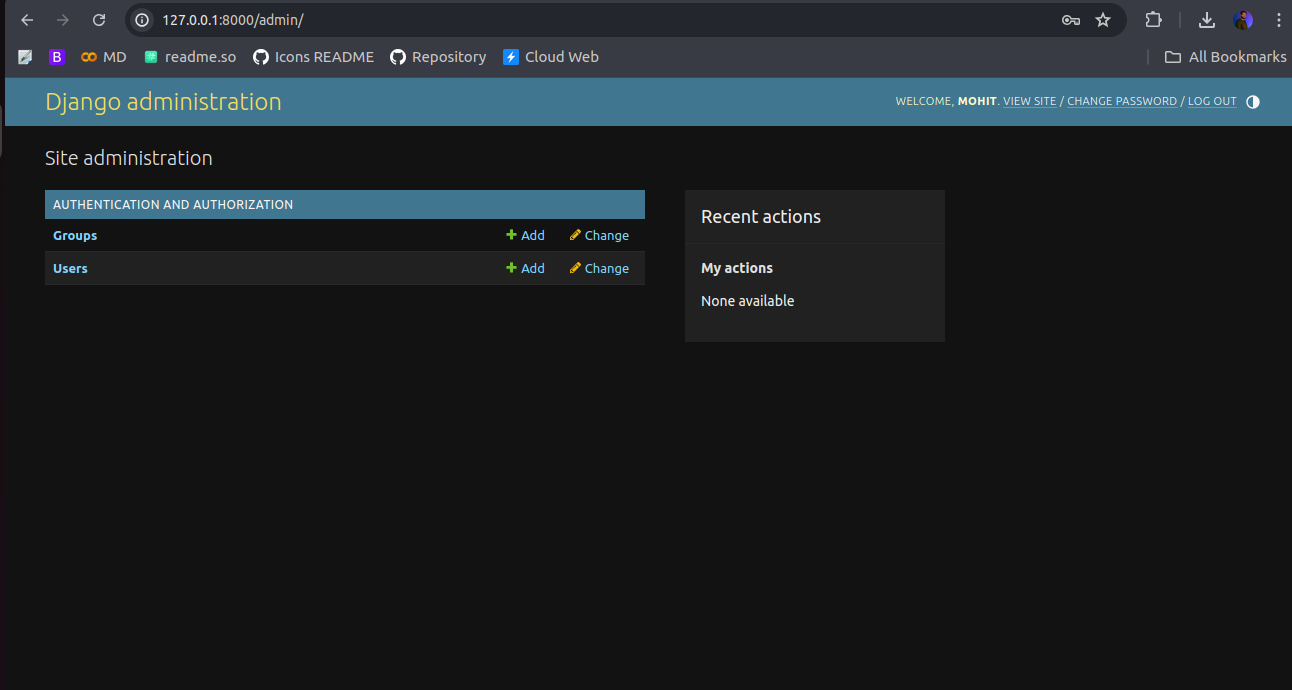 127.0.0.1:8000/admin/
B MD readme.so Icons README Repository Cloud Web All Bookmarks
Django administration
WELCOME, MOHIT. VIEW SITE / CHANGE PASSWORD / LOG OUT
Site administration
AUTHENTICATION AND AUTHORIZATION
Groups Add Change
Users Add Change
Recent actions
My actions
None available